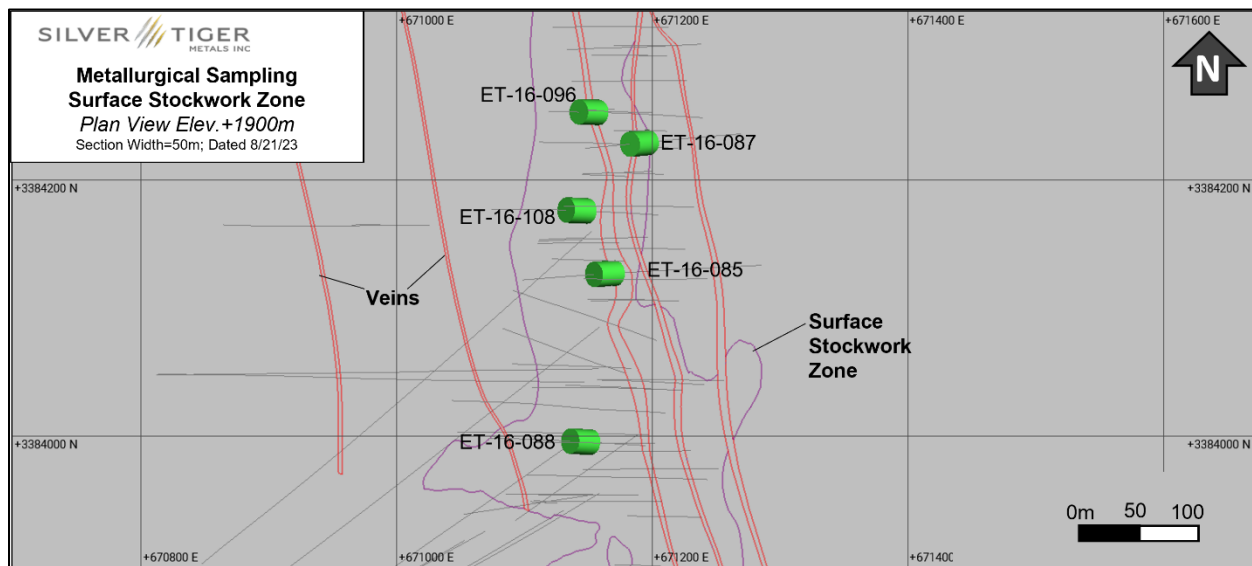 SILVER TIGER
METALS INC
Metallurgical Sampling
Surface Stockwork Zone
Plan View Elev.+1900m
Section Width=50m; Dated 8/21/23
+671000 E
+671200 E
+671400 E
+671600 E
N
ET-16-096
ET-16-087
+3384200 N
+3384200 N
ET-16-108
ET-16-085
Veins
Surface
Stockwork
Zone
+3384000 N
ET-16-088
+3384000 N
0m 50 100
+670800 E
+671000 E
+671200 E
+671400